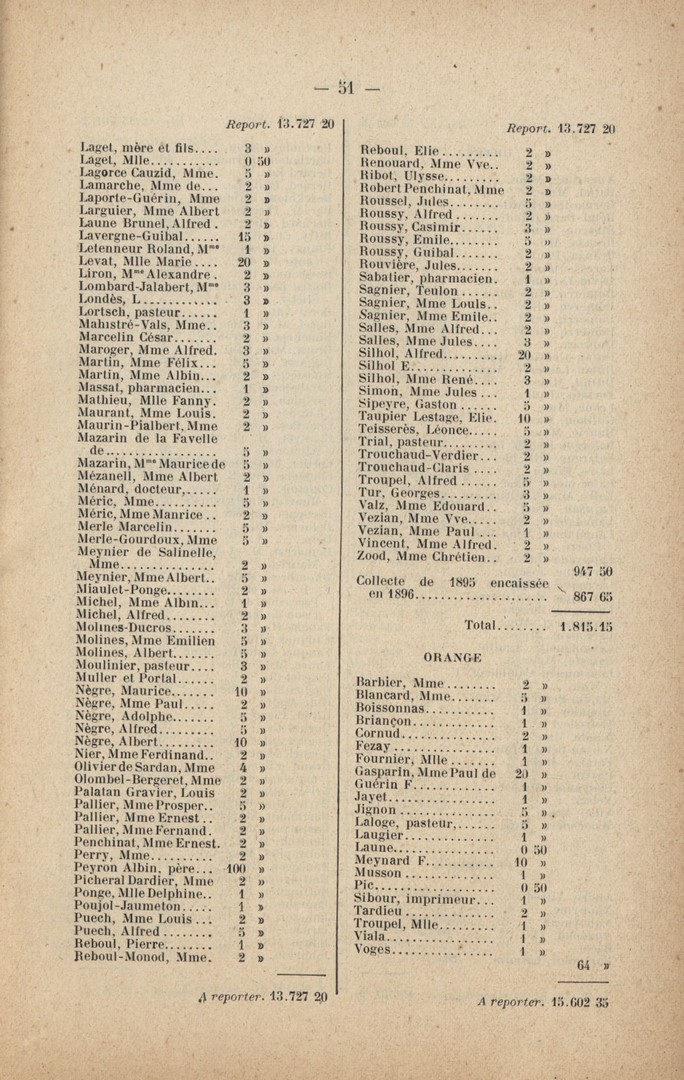 — 51 —
Report. 13.727 20
Laget, mère et fils.... 3 »
Laget, Mlle........... 0 50
Lagorce Cauzid, Mme. 5 »
Lamarche, Mme de... 2 »
Laporte-Guérin, Mme 2 »
Larguier, Mme Albert 2 »
Laune Brunel, Alfred . 2 »
Lavergne-Guibal...... 15 »
Letenneur Roland, Mme 1 »
Levat, Mlle Marie .... 20 »
Liron, Mme Alexandre . 2 »
Lombard-Jalabert, Mme 3 »
Londès, L............ 3 »
Lortsch, pasteur...... 1 »
Mahistré-Vals, Mme.. 3 »
Marcelin César....... 2 »
Maroger, Mme Alfred. 3 »
Martin, Mme Félix... 5 »
Martin, Mme Albin... 2 »
Massat, pharmacien... 1 »
Mathieu, Mlle Fanny. 2 »
Maurant, Mme Louis. 2 »
Maurin-Pialbert, Mme 2 »
Mazarin de la Favelle
de................. 5 »
Mazarin, Mme Maurice de 5 »
Mézanell, Mme Albert 2 »
Ménard, docteur,..... 1 »
Méric, Mme.......... 5 »
Méric, Mme Manrice .. 2 »
Merle Marcelin....... 5 »
Merle-Gourdoux, Mme 5 »
Meynier de Salinelle,
Mme.............. 2 »
Meynier, Mme Albert.. 5 »
Miaulet-Ponge........ 2 »
Michel, Mme Albin... 1 »
Michel, Alfred........ 2 »
Molines-Ducros....... 3 »
Molines, Mme Emilien 5 »
Molines, Albert....... 5 »
Moulinier, pasteur.... 3 »
Muller et Portal...... 2 »
Nègre, Maurice....... 10 »
Nègre, Mme Paul..... 2 »
Nègre, Adolphe....... 5 »
Nègre, Alfred......... 5 »
Nègre, Albert......... 10 »
Nier, Mme Ferdinand.. 2 »
Olivier de Sardan, Mme 4 »
Olombel-Bergeret, Mme 2 »
Palatan Gravier, Louis 2 »
Pallier, Mme Prosper.. 5 »
Pallier, Mme Ernest .. 2 »
Pallier, Mme Fernand. 2 »
Penchinat, Mme Ernest. 2 »
Perry, Mme.......... 2 »
Peyron Albin, père... 100 »
Picheral Dardier, Mme 2 »
Ponge, Mlle Delphine.. 1 »
Poujol-Jaumeton..... 1 »
Puech, Mme Louis ... 2 »
Puech, Alfred ........ 5 »
Reboul, Pierre........ 1 »
Reboul-Monod, Mme. 2 »
A reporter. 13.727 20
Report. 13.727 20
Reboul, Elie ......... 2 »
Renouard, Mme Vve.. 2 »
Ribot, Ulysse......... 2 »
Robert Penchinat, Mme 2 »
Roussel, Jules........ 5 »
Roussy, Alfred ....... 2 »
Roussy, Casimir...... 3 »
Roussy, Emile........ 5 »
Roussy, Guibal....... 2 »
Rouvière, Jules....... 2 »
Sabatier, pharmacien. 1 »
Sagnier, Teulon ...... 2 »
Sagnier, Mme Louis.. 2 »
Sagnier, Mme Emile.. 2 »
Salles, Mme Alfred... 2 »
Salles, Mme Jules.... 3 »
Silhol, Alfred......... 20 »
Silhol E.............. 2 »
Silhol, Mme René.... 3 »
Simon, Mme Jules ... 1 »
Sipeyre, Gaston ...... 5 »
Taupier Lestage, Elie. 10 »
Teisserès, Léonce..... 5 »
Trial, pasteur......... 2 »
Trouchaud-Verdier... 2 »
Trouchaud-Claris .... 2 »
Troupel, Alfred ...... 5 »
Tur, Georges......... 3 »
Valz, Mme Edouard.. 5 »
Vezian, Mme Vve..... 2 »
Vezian, Mme Paul ... 1 »
Vincent, Mme Alfred. 2 »
Zood, Mme Chrétien.. 2 »
947 50
Collecte de 1895 encaissée
en 1896...................... 867 65
Total........ 1.815.15
ORANGE
Barbier, Mme ........ 2 »
Blancard, Mme....... 5 »
Boissonnas........... 1 »
Briançon............. 1 »
Cornud.............. 2 »
Fezay ............... 1 »
Fournier, Mlle ....... 1 »
Gasparin, Mme Paul de 20 »
Guérin F............. 1 »
Jayet................ 1 »
Jignon .............. 5 »
Laloge, pasteur,...... 5 »
Laugier.............. 1 »
Laune............... 0 50
Meynard F.......... 10 »
Musson ............. 1 »
Pic.................. 0 50
Sibour, imprimeur... 1 »
Tardieu ............. 2 »
Troupel, Mlle......... 1 »
Viala................ 1 »
Voges............... 1 »
64 »
A reporter. 15.602 35